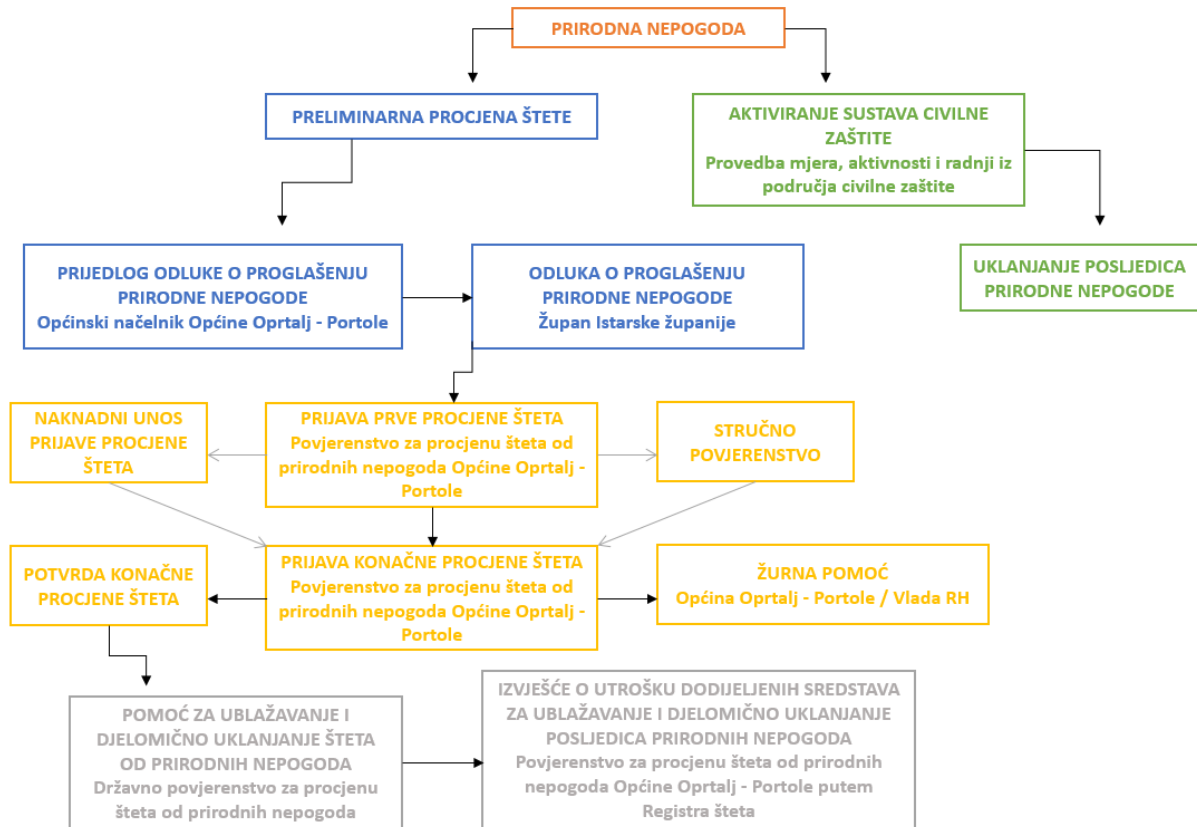 PRIRODNA NEPOGODA
PRELIMINARNA PROCJENA ŠTETE
AKTIVIRANJE SUSTAVA CIVILNE
ZAŠTITE
Provedba mjera, aktivnosti i radnji iz
područja civilne zaštite
PRIJEDLOG ODLUKE O PROGLAŠENJU
PRIRODNE NEPOGODE
Općinski načelnik Općine Oprtalj - Portole
ODLUKA O PROGLAŠENJU
PRIRODNE NEPOGODE
Župan Istarske županije
UKLANJANJE POSLJEDICA
PRIRODNE NEPOGODE
NAKNADNI UNOS
PRIJAVE PROCJENE
ŠTETA
PRIJAVA PRVE PROCJENE ŠTETA
Povjerenstvo za procjenu šteta od
prirodnih nepogoda Općine Oprtalj -
Portole
STRUČNO
POVJERENSTVO
POTVRDA KONAČNE
PROCJENE ŠTETA
PRIJAVA KONAČNE PROCJENE ŠTETA
Povjerenstvo za procjenu šteta od
prirodnih nepogoda Općine Oprtalj -
Portole
ŽURNA POMOĆ
Općina Oprtalj - Portole / Vlada RH
POMOĆ ZA UBLAŽAVANJE I
DJELOMIČNO UKLANJANJE ŠTETA
OD PRIRODNIH NEPOGODA
Državno povjerenstvo za procjenu
šteta od prirodnih nepogoda
IZVJEŠĆE O UTROŠKU DODIJELJENIH SREDSTAVA
ZA UBLAŽAVANJE I DJELOMIČNO UKLANJANJE
POSLJEDICA PRIRODNIH NEPOGODA
Povjerenstvo za procjenu šteta od prirodnih
nepogoda Općine Oprtalj - Portole putem
Registra šteta